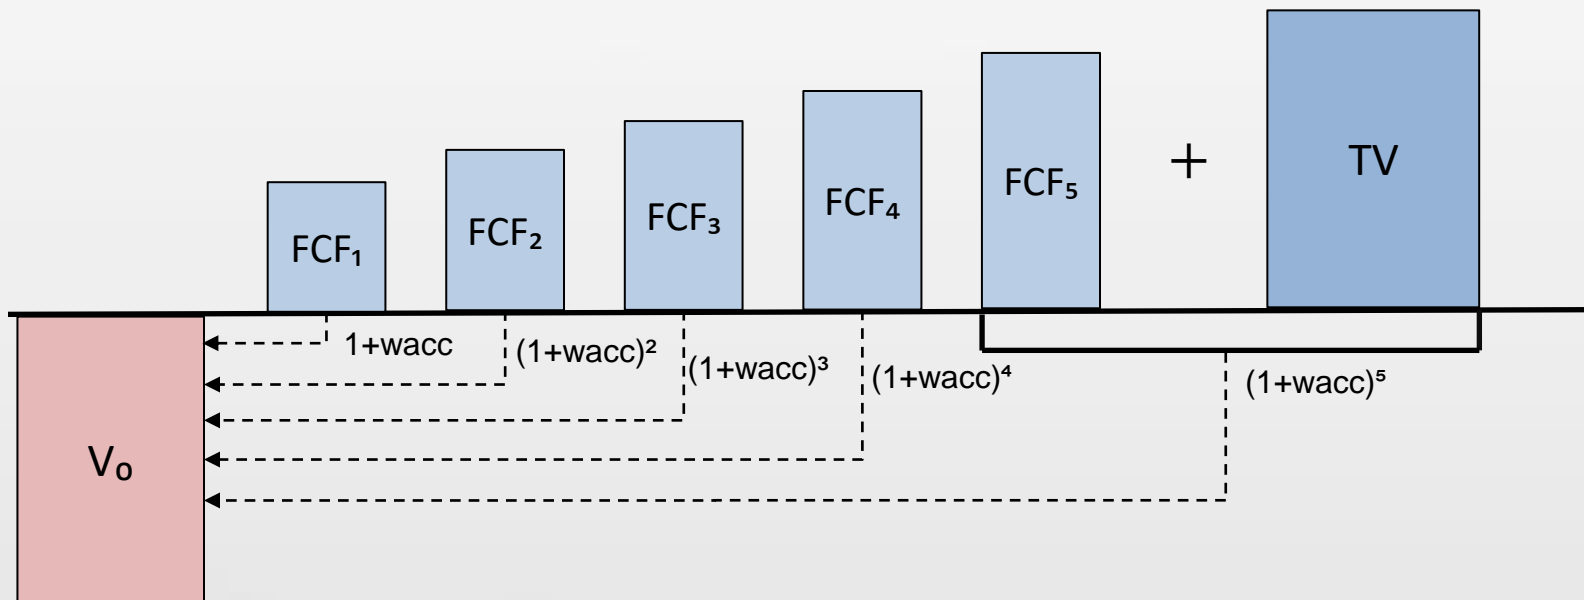 FCF₁
FCF₂
FCF₃
FCF₄
FCF₅
+
TV
1+wacc
(1+wacc)²
(1+wacc)³
(1+wacc)⁴
(1+wacc)⁵
V₀